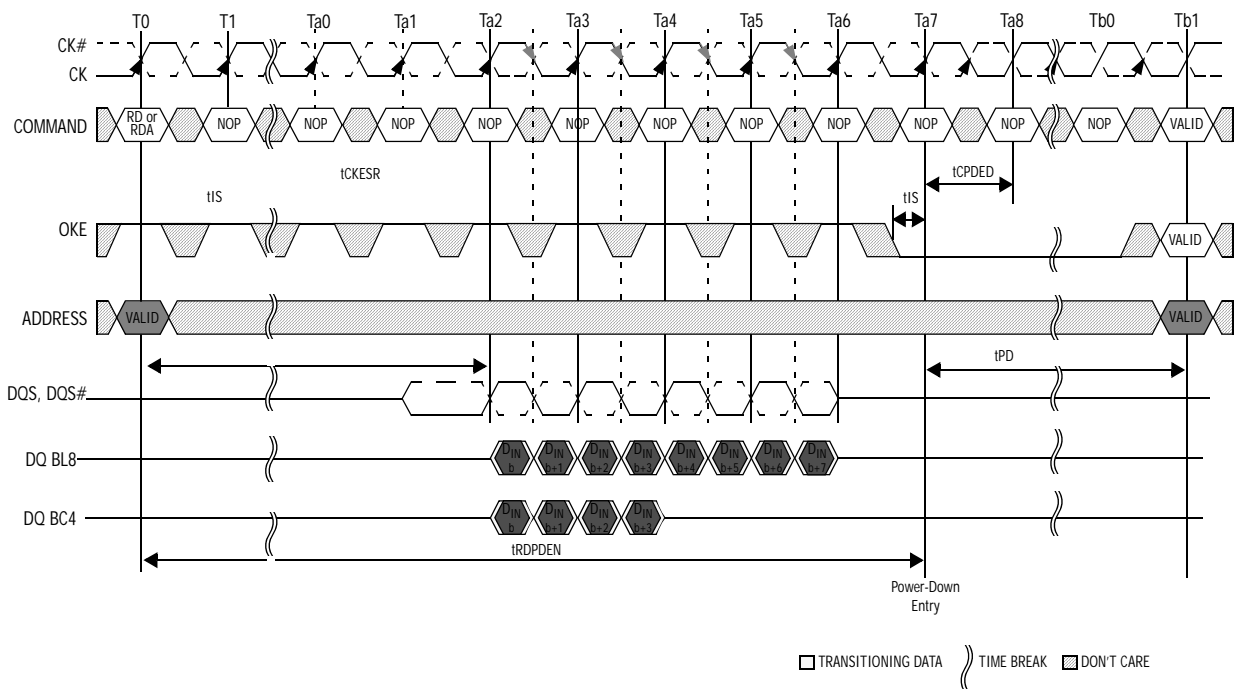 T0 T1 Ta0 Ta1 Ta2 Ta3 Ta4 Ta5 Ta6 Ta7 Ta8 Tb0 Tb1
CK#
CK
COMMAND
RD or
RDA
NOP NOP NOP NOP NOP NOP NOP NOP NOP NOP NOP VALID
tCKESR
tCPDED
tIS
tIS
OKE
VALID
ADDRESS
VALID
VALID
tPD
DQS, DQS#
DQ BL8
DIN DIN DIN DIN DIN DIN DIN DIN
b b+1 b+2 b+3 b+4 b+5 b+6 b+7
DQ BC4
DIN DIN DIN DIN
b b+1 b+2 b+3
tRDPDEN
Power-Down
Entry
TRANSITIONING DATA
TIME BREAK
DON'T CARE